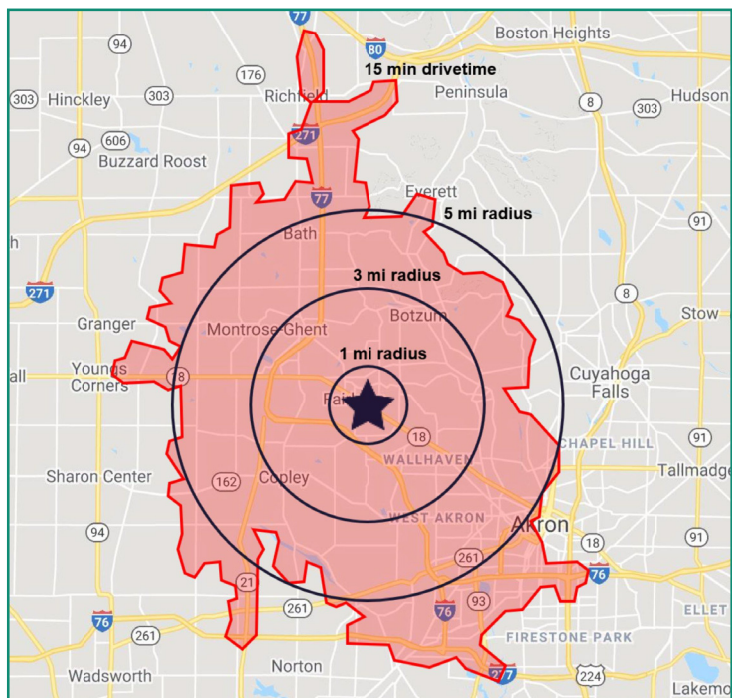 77
94
80
Boston Heights
15 min drivetime
176
Richfield
Peninsula
Hinckley
303
303
8
Hudson
303
271
606
94
Buzzard Roost
77
Everett
5 mi radius
91
Bath
3 mi radius
271
8
Granger
Botzum
Stow
Montrose-Ghent
1 mi radius
Youngs
Corners
18
Cuyahoga
Falls
18
CHAPEL HILL
91
WALLHAVEN
Sharon Center
162
Copley
Tallmadge
WEST AKRON
Akron
94
18
91
261
76
21
93
76
261
76
ELLET
261
FIRESTONE PARK
Norton
Wadsworth
277
224
Lakemo